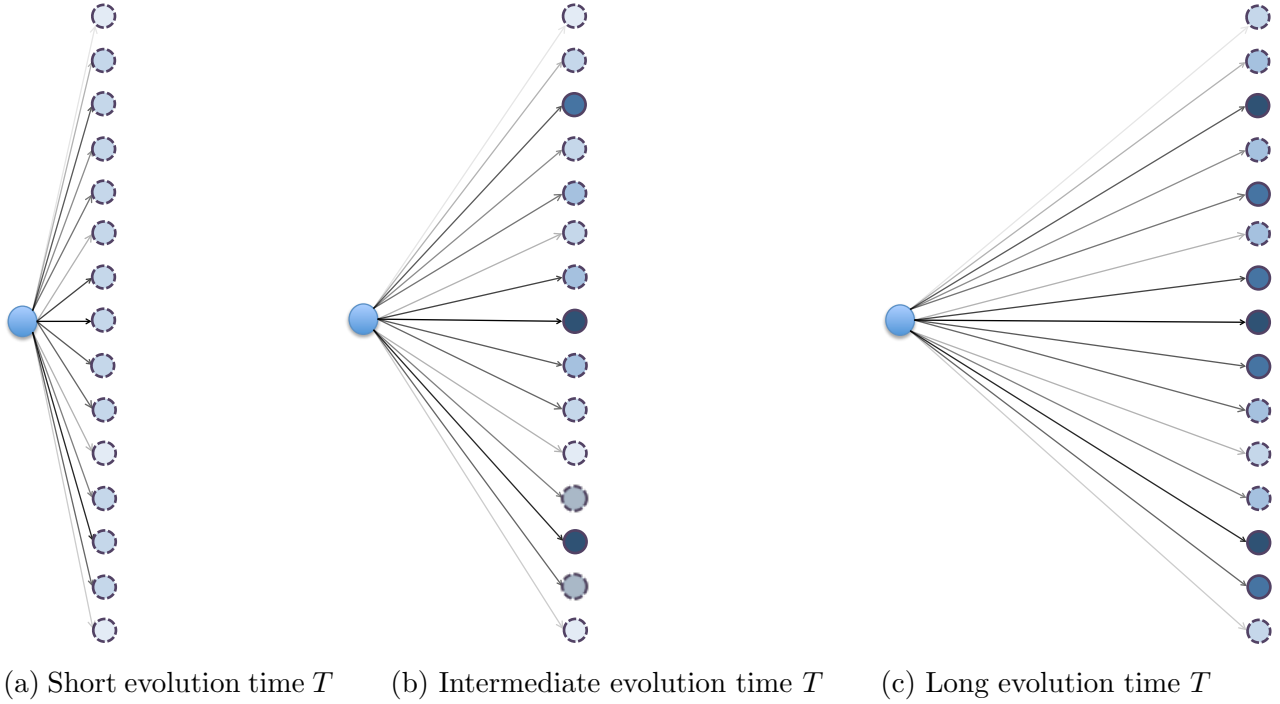 (a) Short evolution time T
(b) Intermediate evolution time T
(c) Long evolution time T